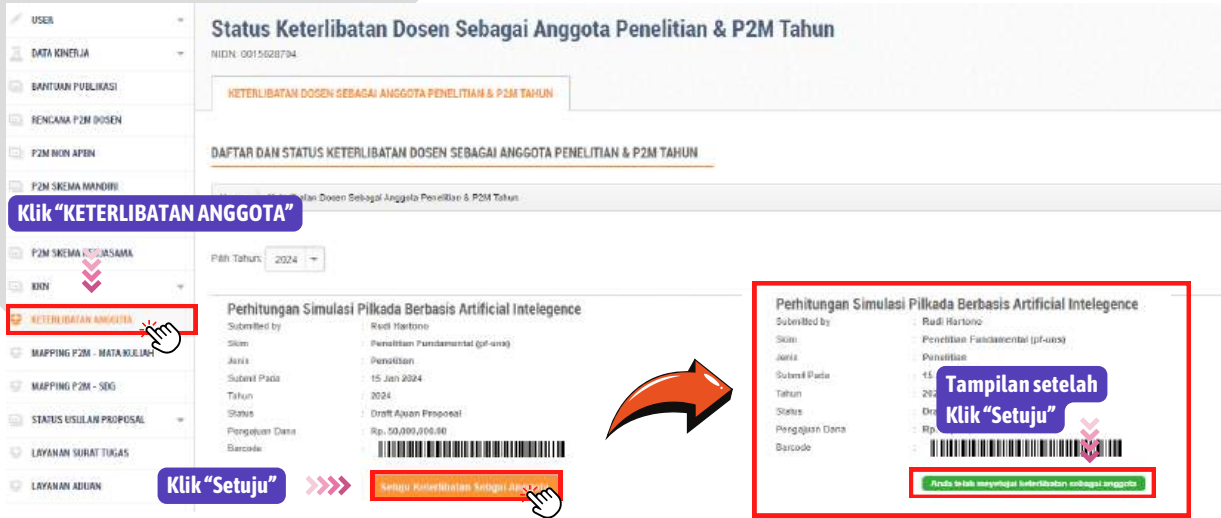 USER
DATA KINERJA
BANTUAN PUBLIKASI
RENCANA P2M DOSEN
P2M NON APBN
P2M SKEMA MANDIRI
Klik “KETERLIBATAN ANGGOTA”
P2M SKEMA
KKN
KETERLIBATAN ANGGOTA
MAPPING P2M - MATA KULIAH
MAPPING P2M - SDG
STATUS USULAN PROPOSAL
LAYANAN SURAT TUGAS
LAYANAN ADUAN
Status Keterlibatan Dosen Sebagai Anggota Penelitian & P2M Tahun
NIDN: 0015028704
KETERLIBATAN DOSEN SEBAGAI ANGGOTA PENELITIAN & P2M TAHUN
DAFTAR DAN STATUS KETERLIBATAN DOSEN SEBAGAI ANGGOTA PENELITIAN & P2M TAHUN
Dosen Sebagai Anggota Penelitian & P2M Tahun
Pilih Tahun: 2024
Perhitungan Simulasi Pilkada Berbasis Artificial Intelegence
Submitted by : Rudi Hartono
Skim : Penelitian Fundamental (pf-uns)
Jenis : Penelitian
Submit Pada : 15 Jan 2024
Tahun : 2024
Status : Draft Ajuan Proposal
Pengajuan Dana : Rp. 50,000,000.00
Barcode :
Klik “Setuju”
Setuju Keterlibatan Sebagai
Perhitungan Simulasi Pilkada Berbasis Artificial Intelegence
Submitted by : Rudi Hartono
Skim : Penelitian Fundamental (pf-uns)
Jenis : Penelitian
Submit Pada : 15
Tahun :
Status :
Pengajuan Dana : Rp.
Barcode :
Tampilan setelah
Klik “Setuju”
Anda telah meyetujui keterlibatan sebagai anggota